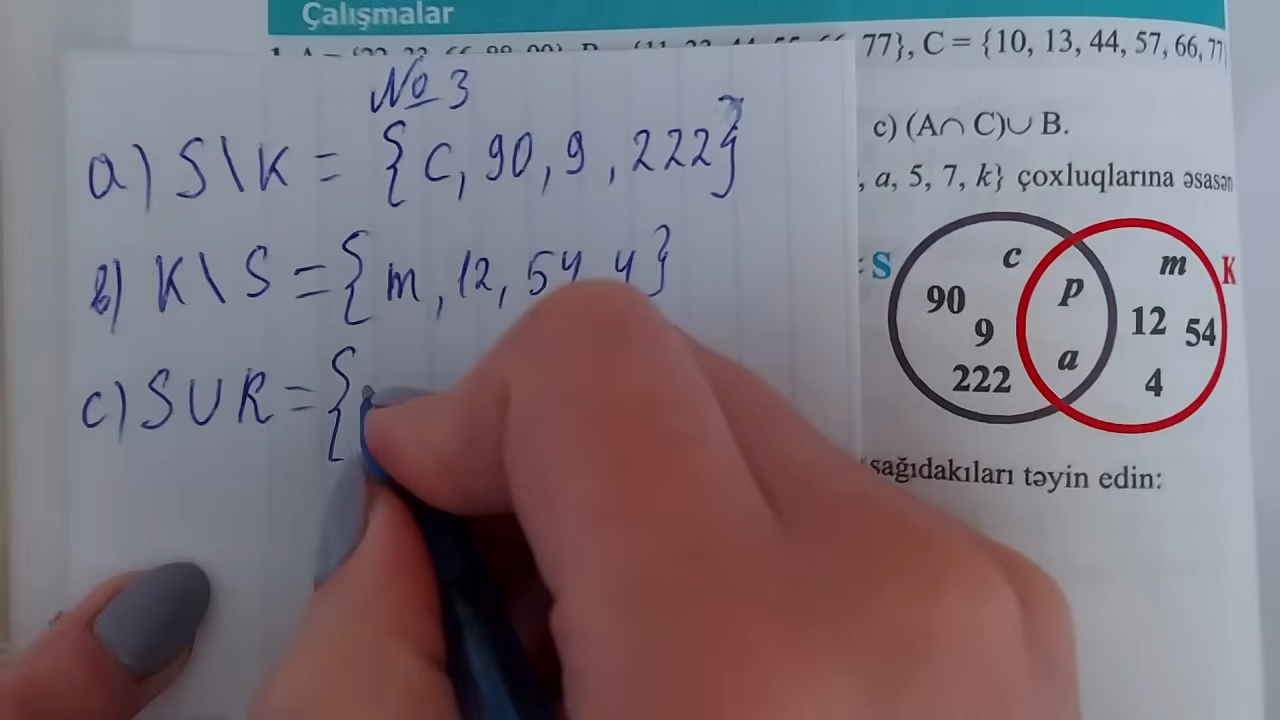 Çalışmalar
77}, C = {10, 13, 44, 57, 66, 77
c) (A∩ C)∪ B.
, a, 5, 7, k} çoxluqlarına əsasən
№ 3
a) S\K = {c, 90, 9, 222}
b) K\S = {m, 12, 54, 4}
c) S∪K = {
: S
K
c
p
m
90
9
12
54
a
222
4
sağıdakıları təyin edin: